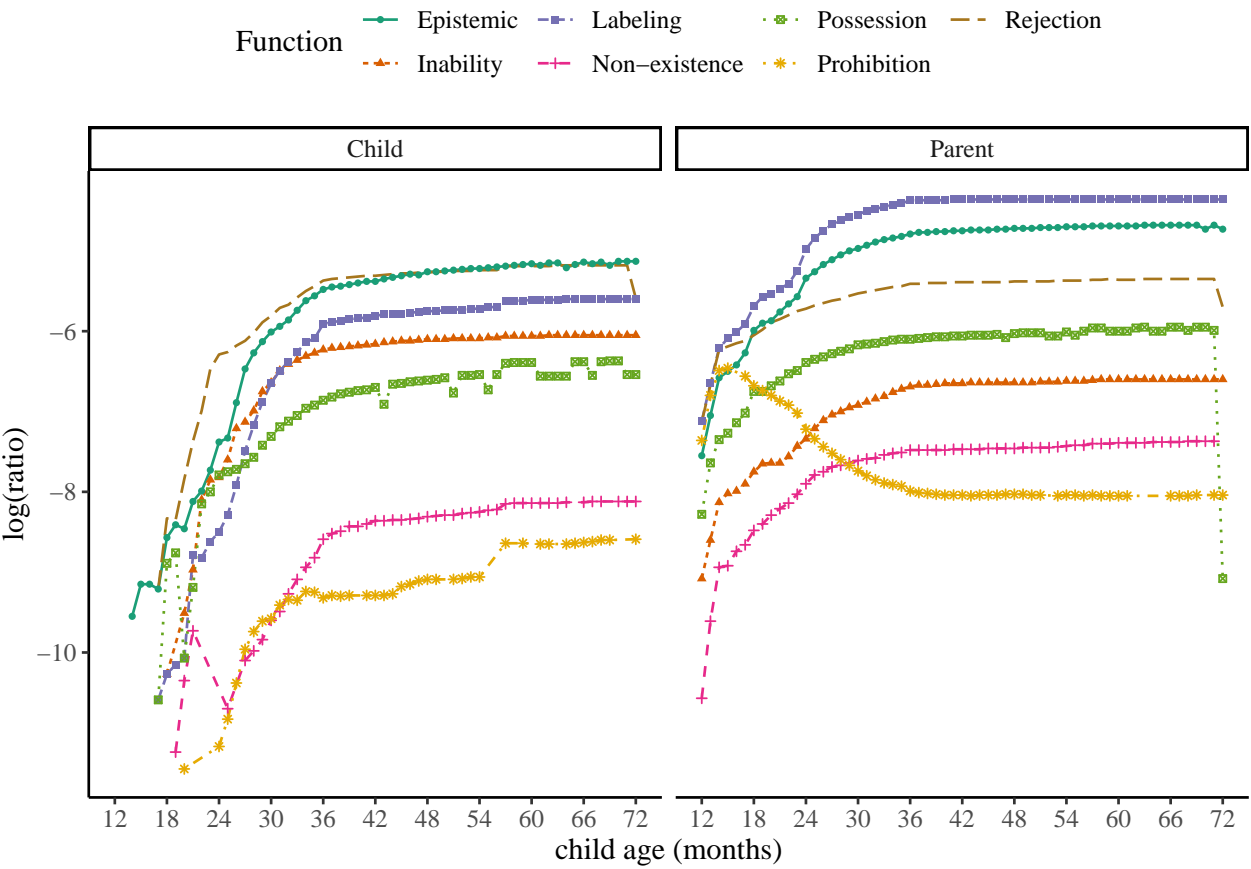 Function
Epistemic Labeling Possession Rejection
Inability Non−existence Prohibition
Child Parent
log(ratio)
−6
−8
−10
12 18 24 30 36 42 48 54 60 66 72 12 18 24 30 36 42 48 54 60 66 72
child age (months)